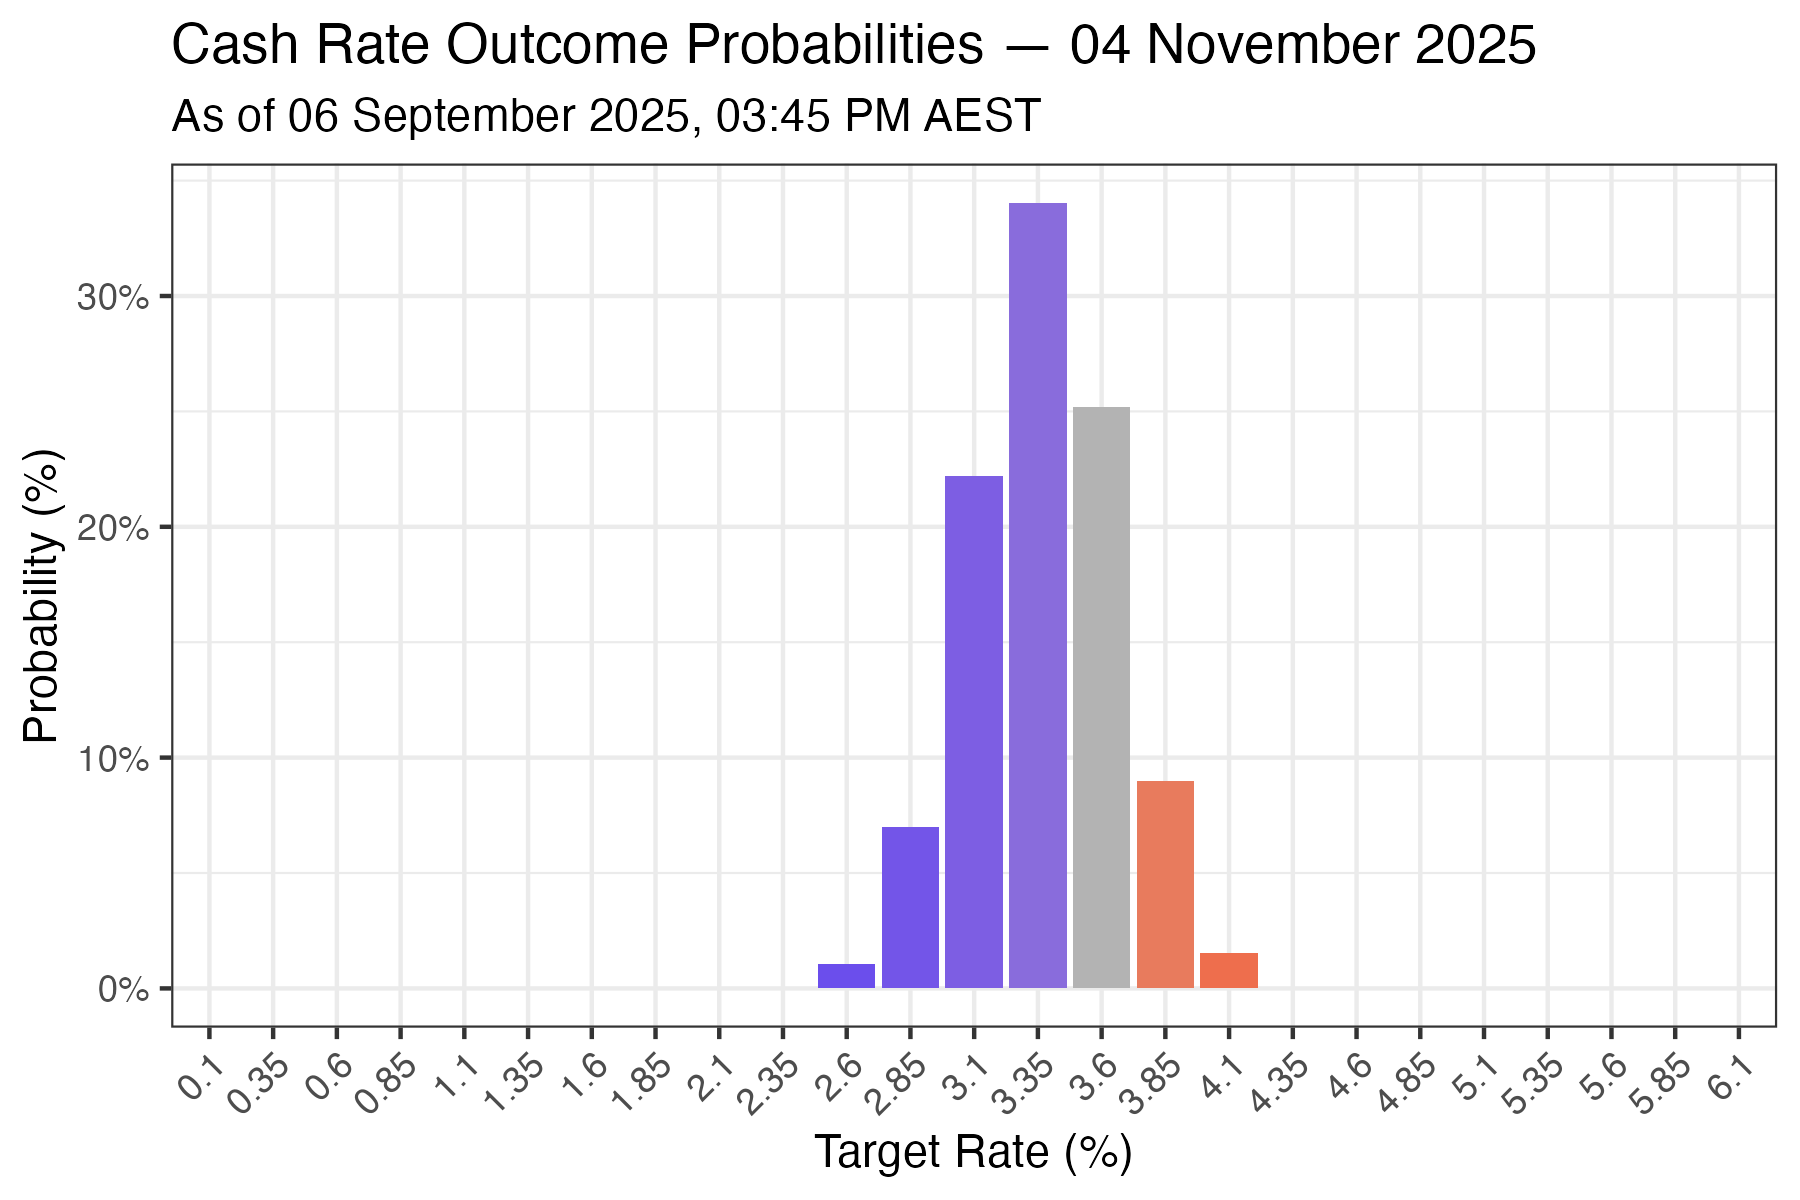 Cash Rate Outcome Probabilities — 04 November 2025
As of 06 September 2025, 03:45 PM AEST
Probability (%)
30%
20%
10%
0%
0.1 0.35 0.6 0.85 1.1 1.35 1.6 1.85 2.1 2.35 2.6 2.85 3.1 3.35 3.6 3.85 4.1 4.35 4.6 4.85 5.1 5.35 5.6 5.85 6.1
Target Rate (%)